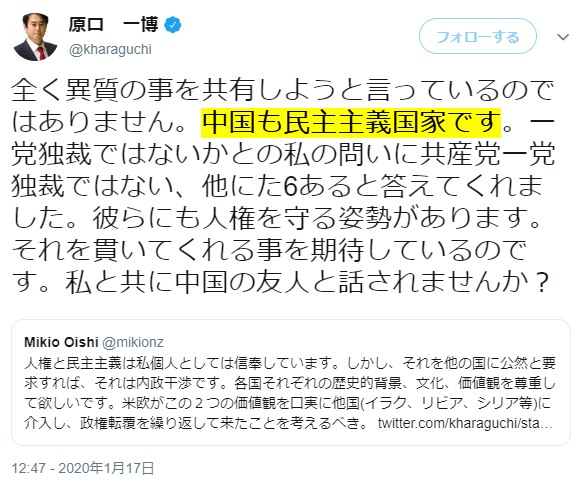 原口 一博
@kharaguchi
フォローする
全く異質の事を共有しようと言っているので
はありません。中国も民主主義国家です。一
党独裁ではないかとの私の問いに共産党一党
独裁ではない、他にた6あると答えてくれま
した。彼らにも人権を守る姿勢があります。
それを貫いてくれる事を期待しているので
す。私と共に中国の友人と話されませんか？
Mikio Oishi @mikionz
人権と民主主義は私個人としては信奉しています。しかし、それを他の国に公然と要
求すれば、それは内政干渉です。各国それぞれの歴史的背景、文化、価値観を尊重し
て欲しいです。米欧がこの２つの価値観を口実に他国(イラク、リビア、シリア等)に
介入し、政権転覆を繰り返して来たことを考えるべき。 twitter.com/kharaguchi/sta…
12:47 - 2020年1月17日